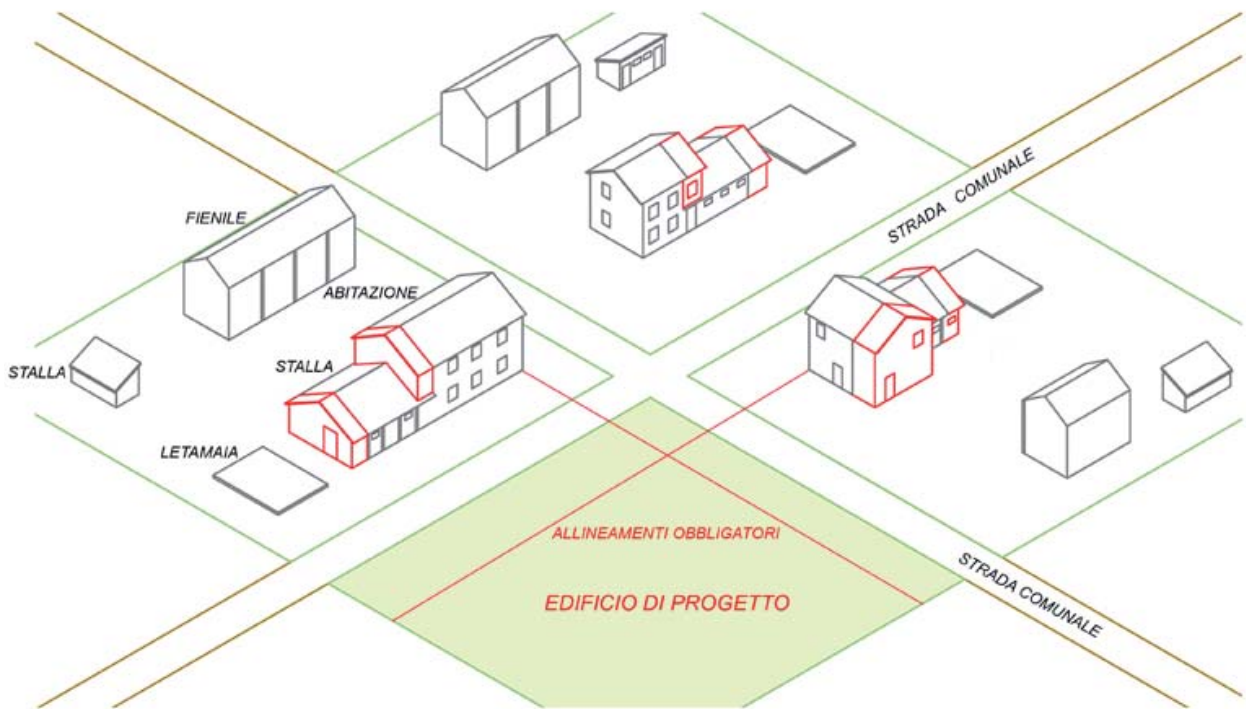 STRADA COMUNALE
FIENILE
ABITAZIONE
STALLA
STALLA
LETAMAIA
ALLINEAMENTI OBBLIGATORI
EDIFICIO DI PROGETTO
STRADA COMUNALE